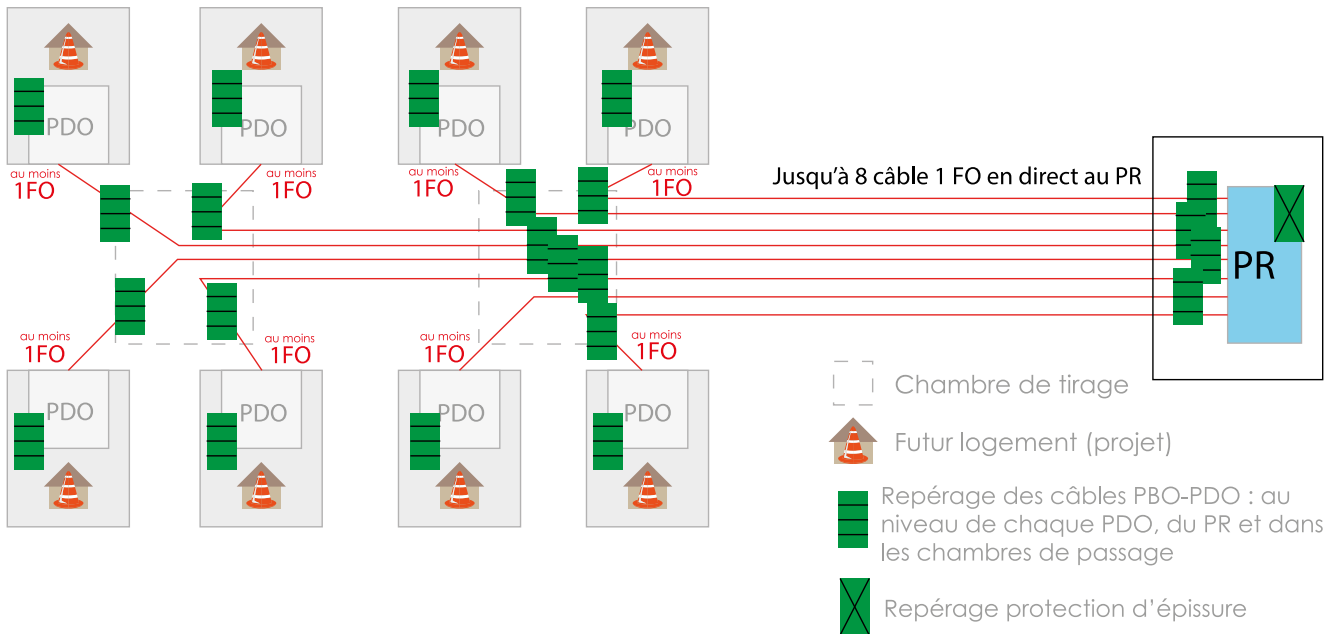 PDO
PDO
PDO
PDO
au moins
1FO
au moins
1FO
au moins
1FO
au moins
1FO
Jusqu'à 8 câble 1 FO en direct au PR
PR
au moins
1FO
au moins
1FO
au moins
1FO
au moins
1FO
PDO
PDO
PDO
PDO
Chambre de tirage
Futur logement (projet)
Repérage des câbles PBO-PDO : au
niveau de chaque PDO, du PR et dans
les chambres de passage
Repérage protection d'épissure